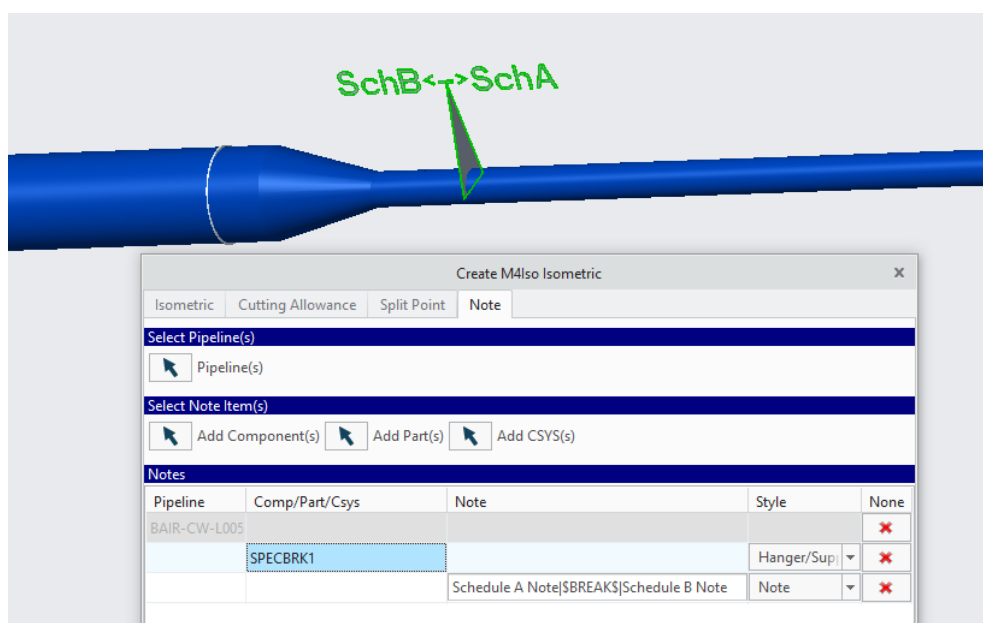 SchB<-T->SchA
Create M4Iso Isometric
Isometric Cutting Allowance Split Point Note
Select Pipeline(s)
Pipeline(s)
Select Note Item(s)
Add Component(s) Add Part(s) Add CSYS(s)
Notes
Pipeline Comp/Part/Csys Note Style None
BAIR-CW-L005
SPECBRK1 Hanger/Sup
Schedule A Note|$BREAK$|Schedule B Note Note